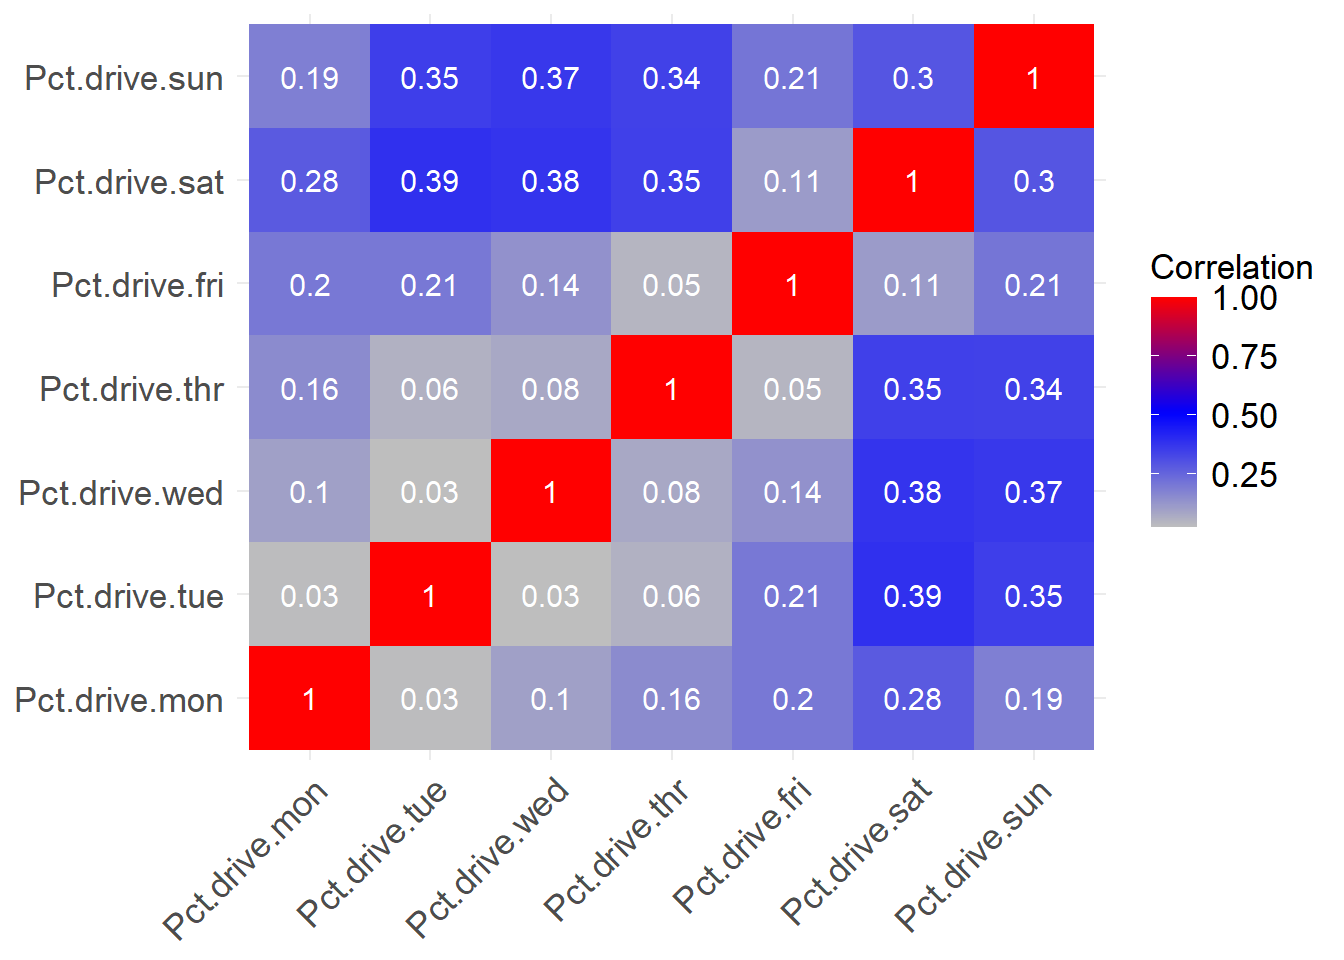 Pct.drive.sun 0.19 0.35 0.37 0.34 0.21 0.3 1
Pct.drive.sat 0.28 0.39 0.38 0.35 0.11 1 0.3
Pct.drive.fri 0.2 0.21 0.14 0.05 1 0.11 0.21
Pct.drive.thr 0.16 0.06 0.08 1 0.05 0.35 0.34
Pct.drive.wed 0.1 0.03 1 0.08 0.14 0.38 0.37
Pct.drive.tue 0.03 1 0.03 0.06 0.21 0.39 0.35
Pct.drive.mon 1 0.03 0.1 0.16 0.2 0.28 0.19
Pct.drive.mon Pct.drive.tue Pct.drive.wed Pct.drive.thr Pct.drive.fri Pct.drive.sat Pct.drive.sun
Correlation
1.00
0.75
0.50
0.25